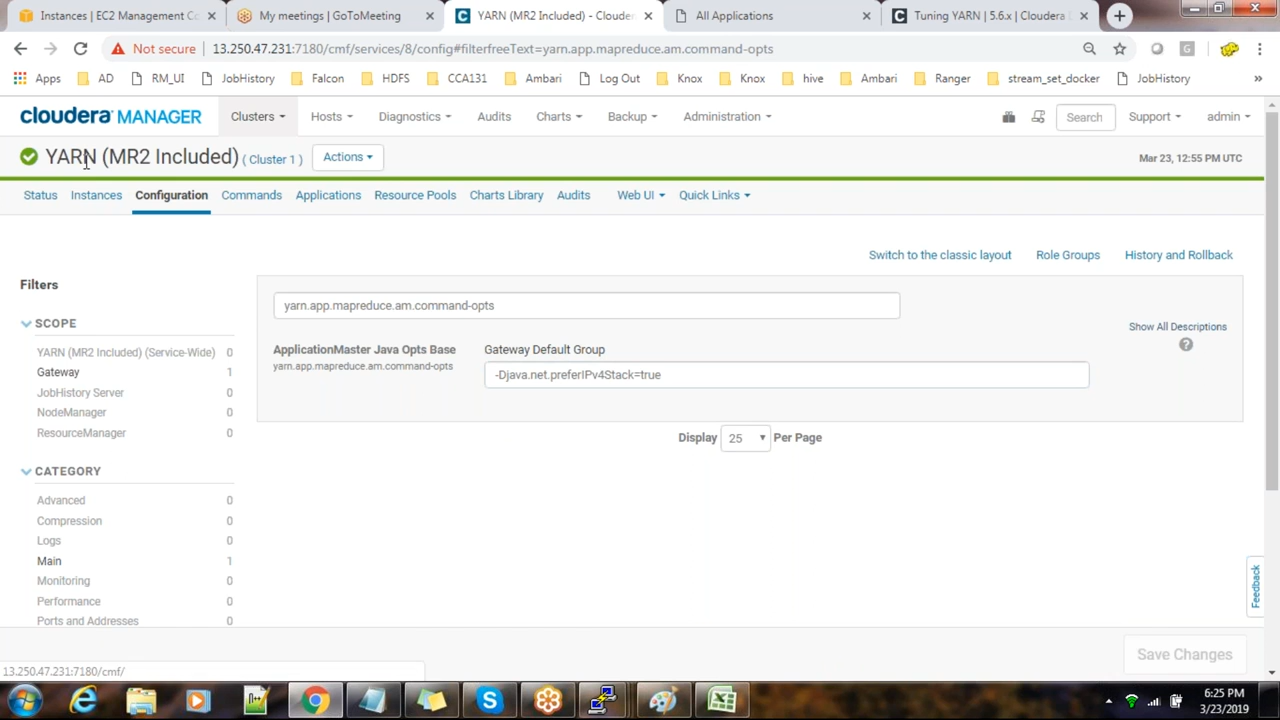 Instances | EC2 Management Co
My meetings | GoToMeeting
YARN (MR2 Included) - Clouder
All Applications
Tuning YARN | 5.6.x | Cloudera
Not secure
13.250.47.231:7180/cmf/services/8/config#filterfreeText=yarn.app.mapreduce.am.command-opts
Apps
AD
RM_UI
JobHistory
Falcon
HDFS
CCA131
Ambari
Log Out
Knox
Knox
hive
Ambari
Ranger
stream_set_docker
JobHistory
»
cloudera MANAGER
Clusters
Hosts
Diagnostics
Audits
Charts
Backup
Administration
Search
Support
admin
YARN (MR2 Included) ( Cluster 1 )
Actions
Mar 23, 12:55 PM UTC
Status
Instances
Configuration
Commands
Applications
Resource Pools
Charts Library
Audits
Web UI
Quick Links
Switch to the classic layout
Role Groups
History and Rollback
Filters
SCOPE
YARN (MR2 Included) (Service-Wide) 0
Gateway 1
JobHistory Server 0
NodeManager 0
ResourceManager 0
CATEGORY
Advanced 0
Compression 0
Logs 0
Main 1
Monitoring 0
Performance 0
Ports and Addresses 0
yarn.app.mapreduce.am.command-opts
Show All Descriptions
?
ApplicationMaster Java Opts Base
yarn.app.mapreduce.am.command-opts
Gateway Default Group
-Djava.net.preferIPv4Stack=true
Display 25 Per Page
Feedback
Save Changes
13.250.47.231:7180/cmf/
6:25 PM
3/23/2019